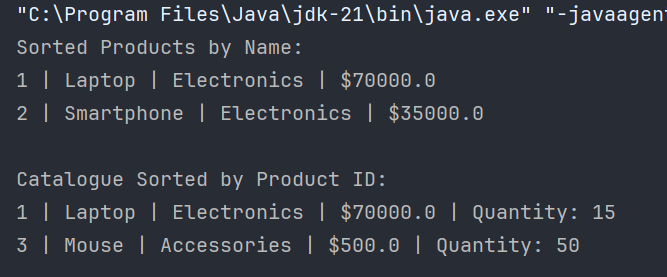 "C:\Program Files\Java\jdk-21\bin\java.exe" "-javaagent
Sorted Products by Name:
1 | Laptop | Electronics | $70000.0
2 | Smartphone | Electronics | $35000.0
Catalogue Sorted by Product ID:
1 | Laptop | Electronics | $70000.0 | Quantity: 15
3 | Mouse | Accessories | $500.0 | Quantity: 50